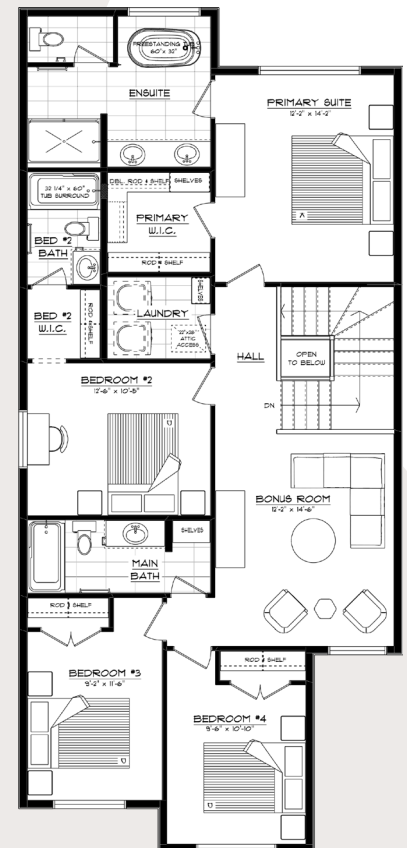 FREESTANDING
60"x 32"
ENSUITE
PRIMARY SUITE
12'-2" x 14'-2"
DBL. ROD & SHELF
SHELVES
32 1/4" x 60"
TUB SURROUND
PRIMARY
W.I.C.
BED #2
BATH
ROD & SHELF
SHELVES
BED #2
W.I.C.
ROD & SHELF
LAUNDRY
22"x28"
ATTIC
ACCESS
HALL
OPEN
TO BELOW
BEDROOM #2
12'-6" x 10'-5"
DN
BONUS ROOM
12'-2" x 14'-6"
SHELVES
MAIN
BATH
ROD & SHELF
ROD & SHELF
BEDROOM #3
9'-2" x 11'-6"
BEDROOM #4
9'-6" x 10'-10"